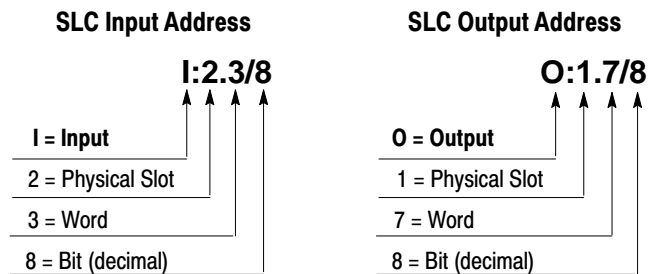 SLC Input Address
I:2.3/8
I = Input
2 = Physical Slot
3 = Word
8 = Bit (decimal)
SLC Output Address
O:1.7/8
O = Output
1 = Physical Slot
7 = Word
8 = Bit (decimal)